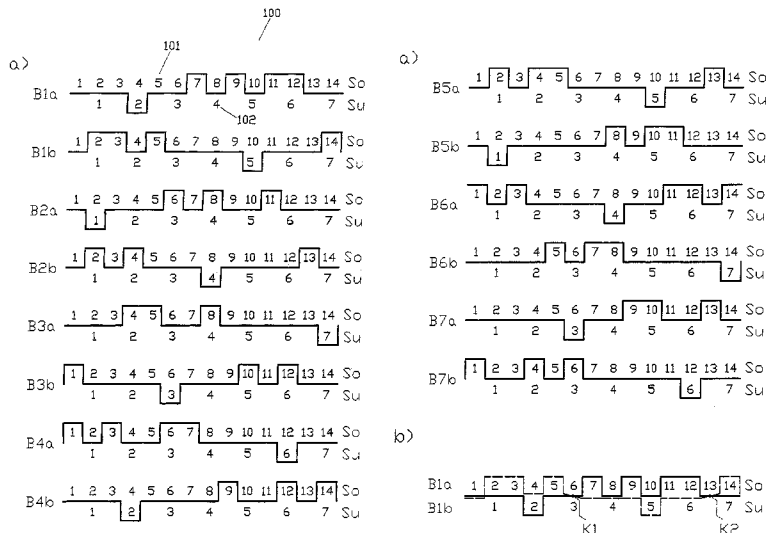 100
101
102
a)
B1a 1 2 3 4 5 6 7 8 9 10 11 12 13 14 So
1 2 3 4 5 6 7 Su
B1b 1 2 3 4 5 6 7 8 9 10 11 12 13 14 So
1 2 3 4 5 6 7 Su
B2a 1 2 3 4 5 6 7 8 9 10 11 12 13 14 So
1 2 3 4 5 6 7 Su
B2b 1 2 3 4 5 6 7 8 9 10 11 12 13 14 So
1 2 3 4 5 6 7 Su
B3a 1 2 3 4 5 6 7 8 9 10 11 12 13 14 So
1 2 3 4 5 6 7 Su
B3b 1 2 3 4 5 6 7 8 9 10 11 12 13 14 So
1 2 3 4 5 6 7 Su
B4a 1 2 3 4 5 6 7 8 9 10 11 12 13 14 So
1 2 3 4 5 6 7 Su
B4b 1 2 3 4 5 6 7 8 9 10 11 12 13 14 So
1 2 3 4 5 6 7 Su
a)
B5a 1 2 3 4 5 6 7 8 9 10 11 12 13 14 So
1 2 3 4 5 6 7 Su
B5b 1 2 3 4 5 6 7 8 9 10 11 12 13 14 So
1 2 3 4 5 6 7 Su
B6a 1 2 3 4 5 6 7 8 9 10 11 12 13 14 So
1 2 3 4 5 6 7 Su
B6b 1 2 3 4 5 6 7 8 9 10 11 12 13 14 So
1 2 3 4 5 6 7 Su
B7a 1 2 3 4 5 6 7 8 9 10 11 12 13 14 So
1 2 3 4 5 6 7 Su
B7b 1 2 3 4 5 6 7 8 9 10 11 12 13 14 So
1 2 3 4 5 6 7 Su
b)
B1a 1 2 3 4 5 6 7 8 9 10 11 12 13 14 So
B1b 1 2 3 4 5 6 7 Su
K1 K2